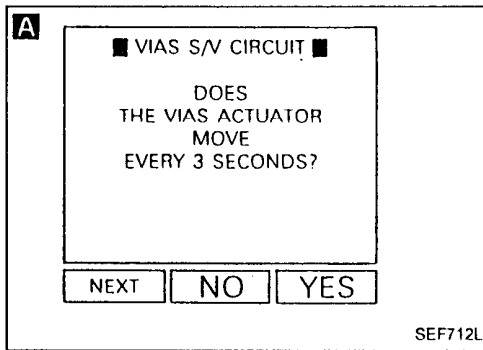 A
■ VIAS S/V CIRCUIT ■
DOES
THE VIAS ACTUATOR
MOVE
EVERY 3 SECONDS?
NEXT NO YES
SEF712L